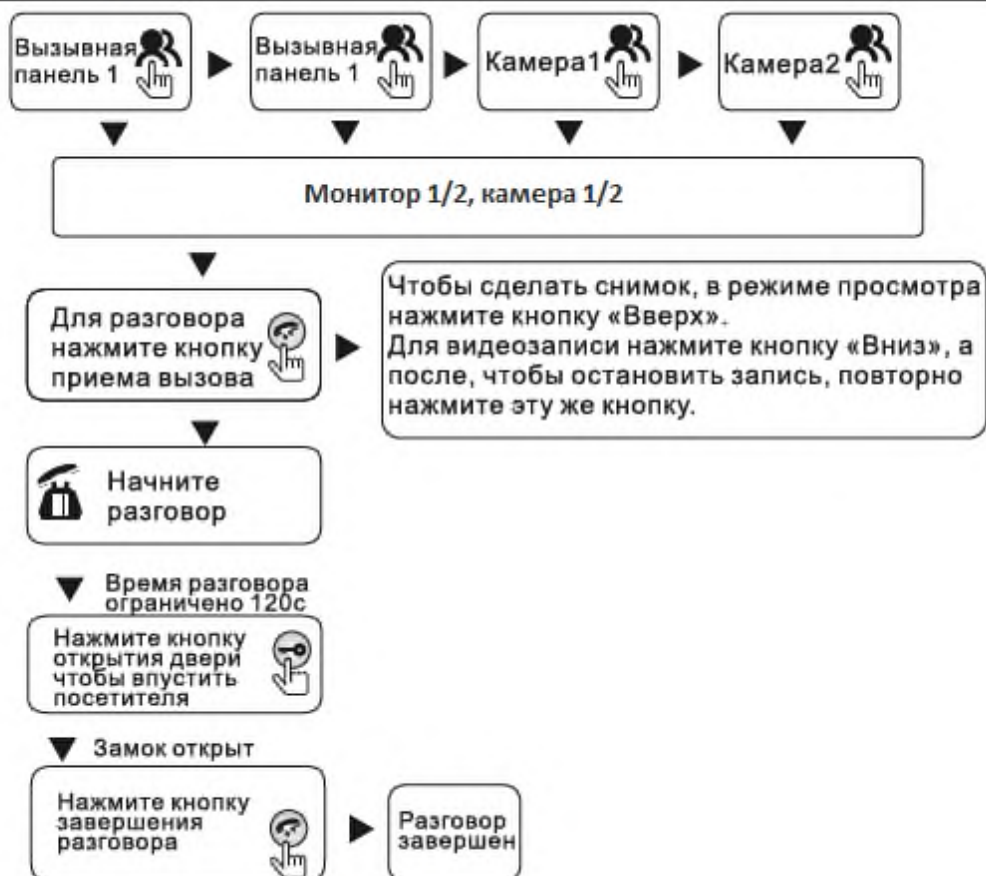 Вызывная
панель 1
Вызывная
панель 1
Камера1
Камера2
Монитор 1/2, камера 1/2
Для разговора
нажмите кнопку
приема вызова
Чтобы сделать снимок, в режиме просмотра
нажмите кнопку «Вверх».
Для видеозаписи нажмите кнопку «Вниз», а
после, чтобы остановить запись, повторно
нажмите эту же кнопку.
Начните
разговор
Время разговора
ограничено 120с
Нажмите кнопку
открытия двери
чтобы впустить
посетителя
Замок открыт
Нажмите кнопку
завершения
разговора
Разговор
завершен